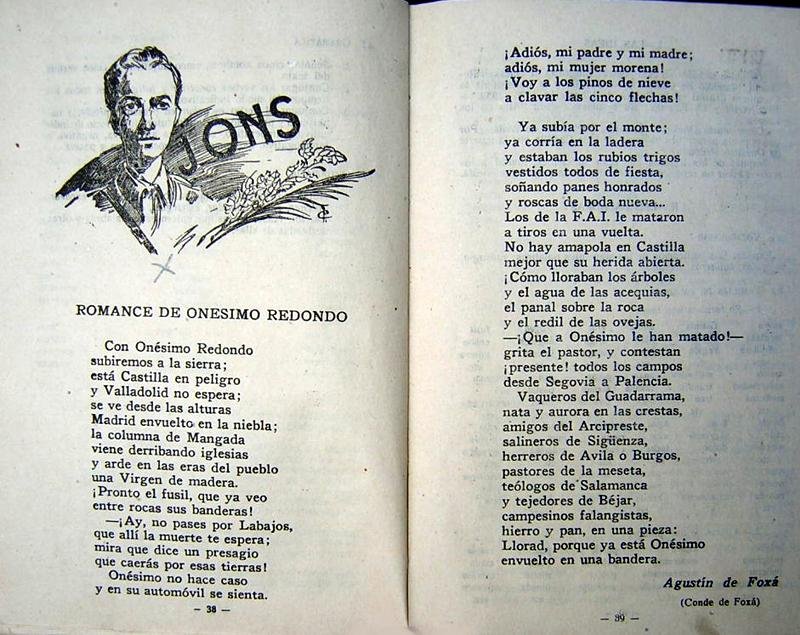 JONS
ROMANCE DE ONESIMO REDONDO
Con Onésimo Redondo
subiremos a la sierra;
está Castilla en peligro
y Valladolid no espera;
se ve desde las alturas
Madrid envuelto en la niebla;
la columna de Mangada
viene derribando iglesias
y arde en las eras del pueblo
una Virgen de madera.
¡Pronto el fusil, que ya veo
entre rocas sus banderas!
—¡Ay, no pases por Labajos,
que allí la muerte te espera;
mira que dice un presagio
que caerás por esas tierras!
Onésimo no hace caso
y en su automóvil se sienta.
— 38 —
¡Adiós, mi padre y mi madre;
adiós, mi mujer morena!
¡Voy a los pinos de nieve
a clavar las cinco flechas!
Ya subía por el monte;
ya corría en la ladera
y estaban los rubios trigos
vestidos todos de fiesta,
soñando panes honrados
y roscas de boda nueva...
Los de la F.A.I. le mataron
a tiros en una vuelta.
No hay amapola en Castilla
mejor que su herida abierta.
¡Cómo lloraban los árboles
y el agua de las acequias,
el panal sobre la roca
y el redil de las ovejas.
—¡Que a Onésimo le han matado!—
grita el pastor, y contestan
¡presente! todos los campos
desde Segovia a Palencia.
Vaqueros del Guadarrama,
nata y aurora en las crestas,
amigos del Arcipreste,
salineros de Sigüenza,
herreros de Avila o Burgos,
pastores de la meseta,
teólogos de Salamanca
y tejedores de Béjar,
campesinos falangistas,
hierro y pan, en una pieza:
Llorad, porque ya está Onésimo
envuelto en una bandera.
Agustín de Foxá
(Conde de Foxá)
— 39 —